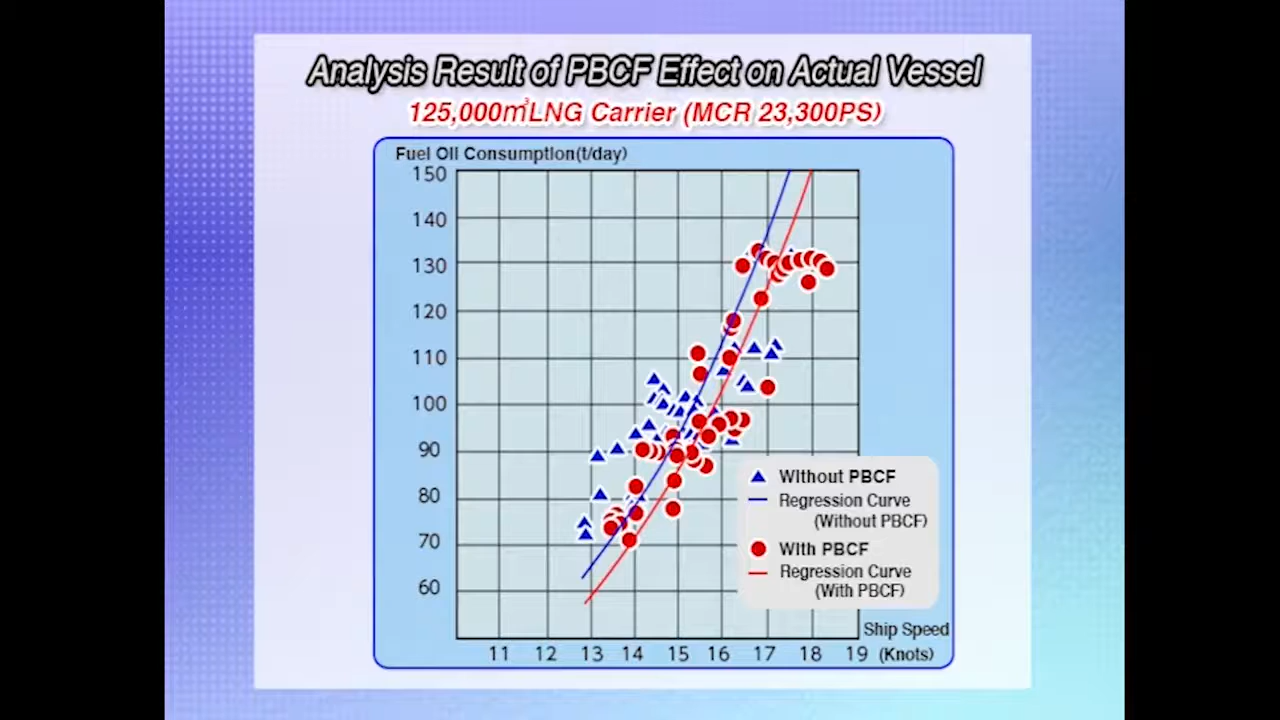 Analysis Result of PBCF Effect on Actual Vessel
125,000m³LNG Carrier (MCR 23,300PS)
Fuel Oil Consumption(t/day)
150
140
130
120
110
100
90
80
70
60
Without PBCF
Regression Curve
(Without PBCF)
With PBCF
Regression Curve
(With PBCF)
Ship Speed
11 12 13 14 15 16 17 18 19 (Knots)